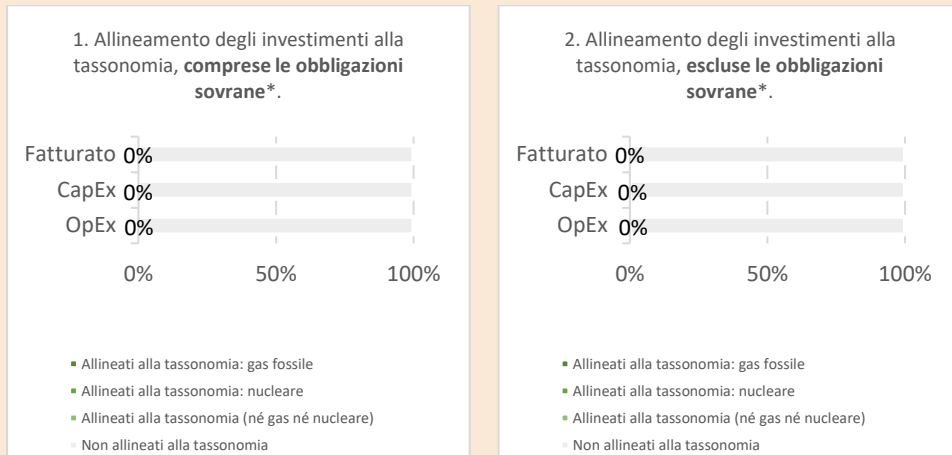 1. Allineamento degli investimenti alla
tassonomia, comprese le obbligazioni
sovrane*.
Fatturato 0%
CapEx 0%
OpEx 0%
0% 50% 100%
Allineati alla tassonomia: gas fossile
Allineati alla tassonomia: nucleare
Allineati alla tassonomia (né gas né nucleare)
Non allineati alla tassonomia
2. Allineamento degli investimenti alla
tassonomia, escluse le obbligazioni
sovrane*.
Fatturato 0%
CapEx 0%
OpEx 0%
0% 50% 100%
Allineati alla tassonomia: gas fossile
Allineati alla tassonomia: nucleare
Allineati alla tassonomia (né gas né nucleare)
Non allineati alla tassonomia